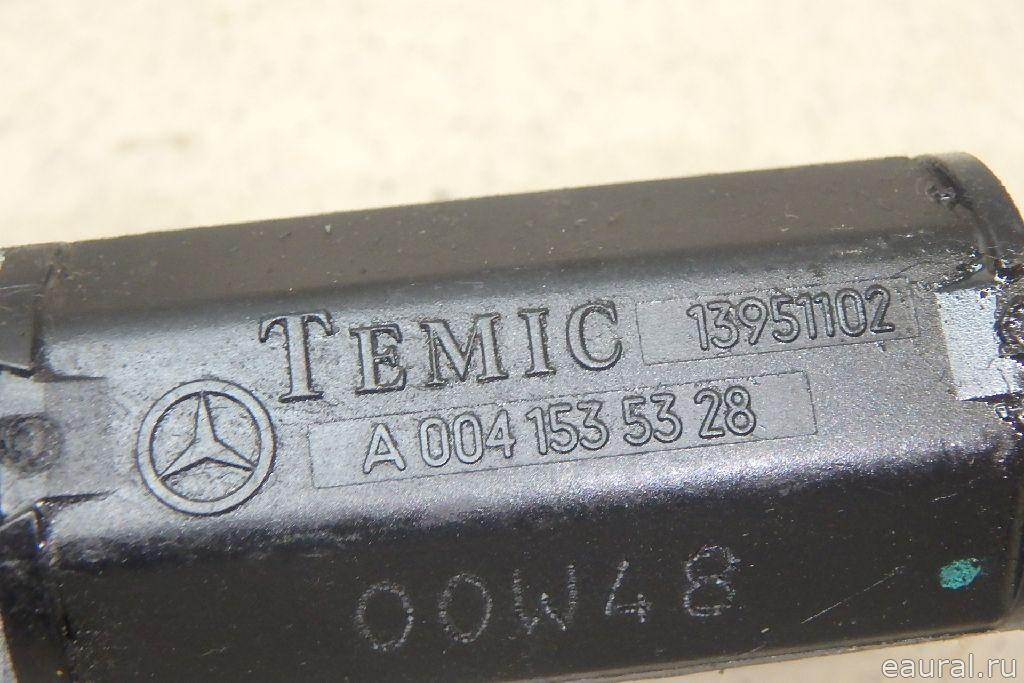 TEMIC 13951102
A 004 153 53 28
00W48
eaural.ru